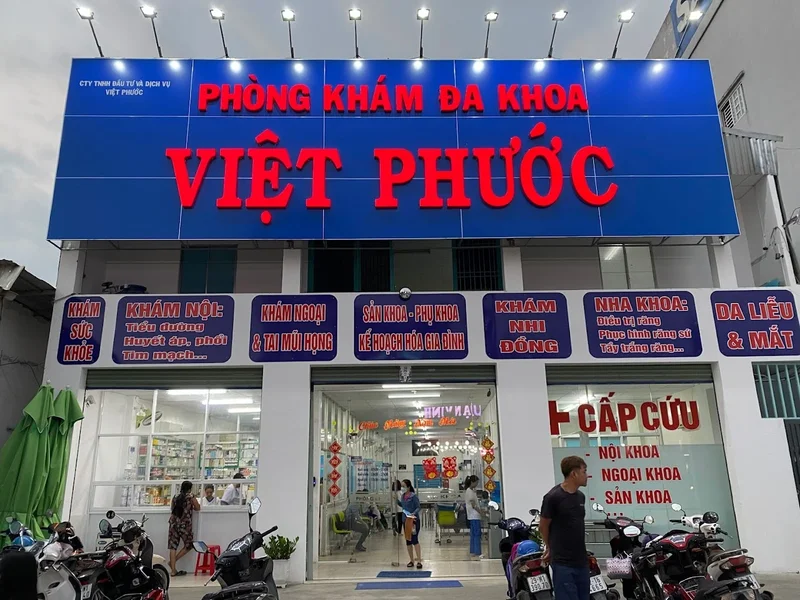 CTY TNHH ĐẦU TƯ VÀ DỊCH VỤ
VIỆT PHƯỚC
PHÒNG KHÁM ĐA KHOA
VIỆT PHƯỚC
KHÁM
SỨC
KHỎE
KHÁM NỘI:
Tiểu đường
Huyết áp, phổi
Tim mạch...
KHÁM NGOẠI
& TAI MŨI HỌNG
SẢN KHOA - PHỤ KHOA
KẾ HOẠCH HÓA GIA ĐÌNH
KHÁM
NHI
ĐỒNG
NHA KHOA:
Điều trị răng
Phục hình răng sứ
Tẩy trắng răng...
DA LIỄU
& MẮT
CẤP CỨU
NỘI KHOA
NGOẠI KHOA
SẢN KHOA